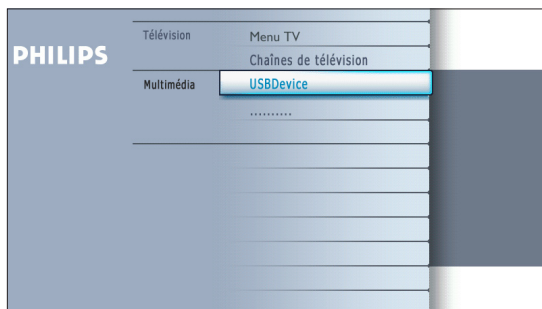 PHILIPS
Télévision
Menu TV
Chaînes de télévision
Multimédia
USBDevice
..........